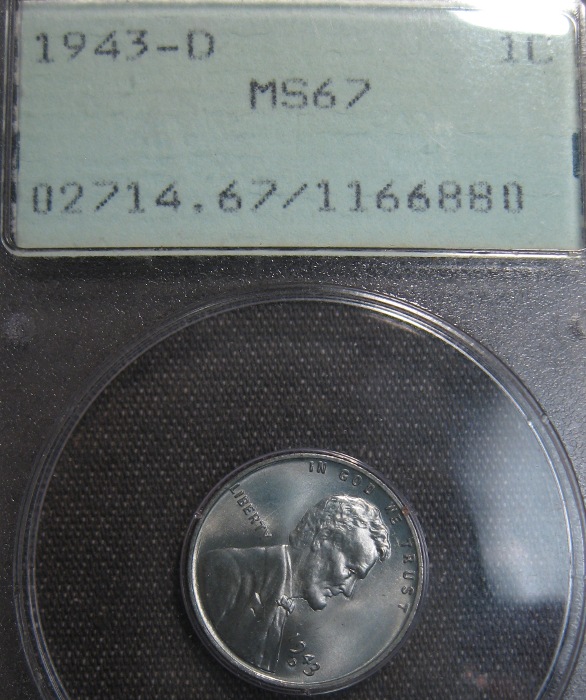 1943-D 1C
MS67
02714.67/1166880
IN GOD WE TRUST
LIBERTY
1943
D